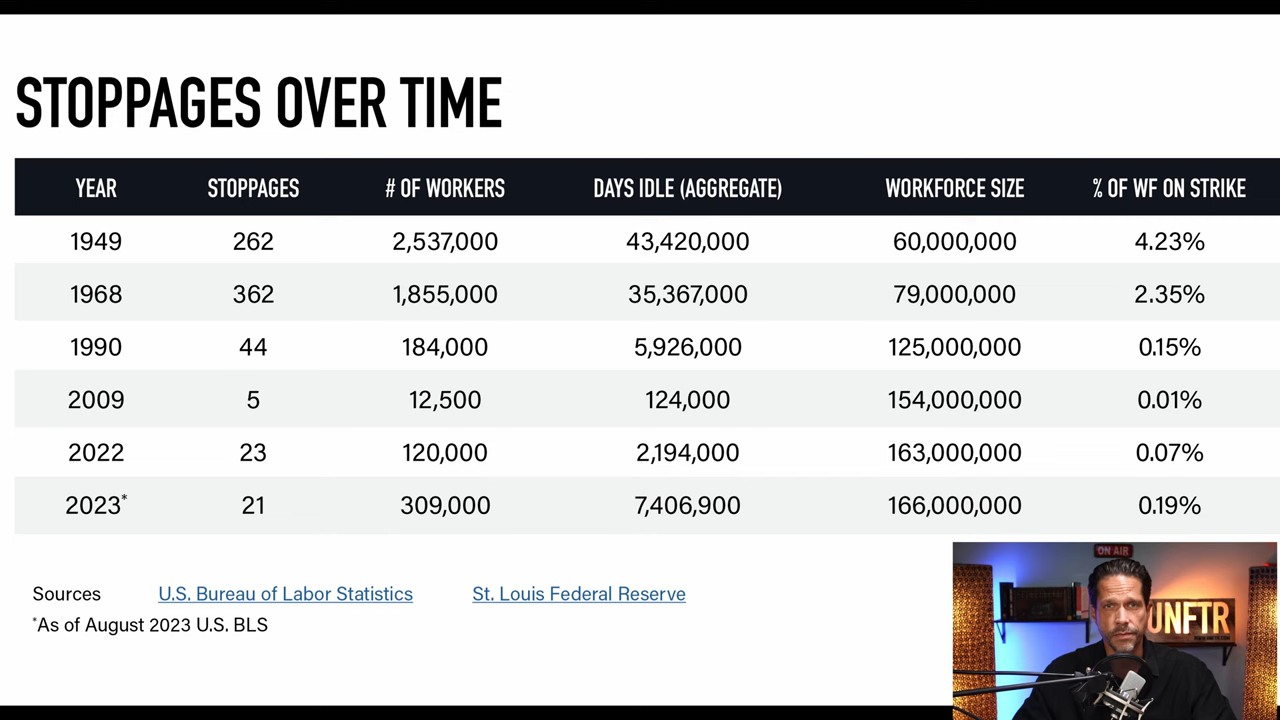 STOPPAGES OVER TIME
YEAR STOPPAGES # OF WORKERS DAYS IDLE (AGGREGATE) WORKFORCE SIZE % OF WF ON STRIKE
1949 262 2,537,000 43,420,000 60,000,000 4.23%
1968 362 1,855,000 35,367,000 79,000,000 2.35%
1990 44 184,000 5,926,000 125,000,000 0.15%
2009 5 12,500 124,000 154,000,000 0.01%
2022 23 120,000 2,194,000 163,000,000 0.07%
2023* 21 309,000 7,406,900 166,000,000 0.19%
Sources U.S. Bureau of Labor Statistics St. Louis Federal Reserve
*As of August 2023 U.S. BLS
ON AIR
UNFTR
WWW.UNFTR.COM